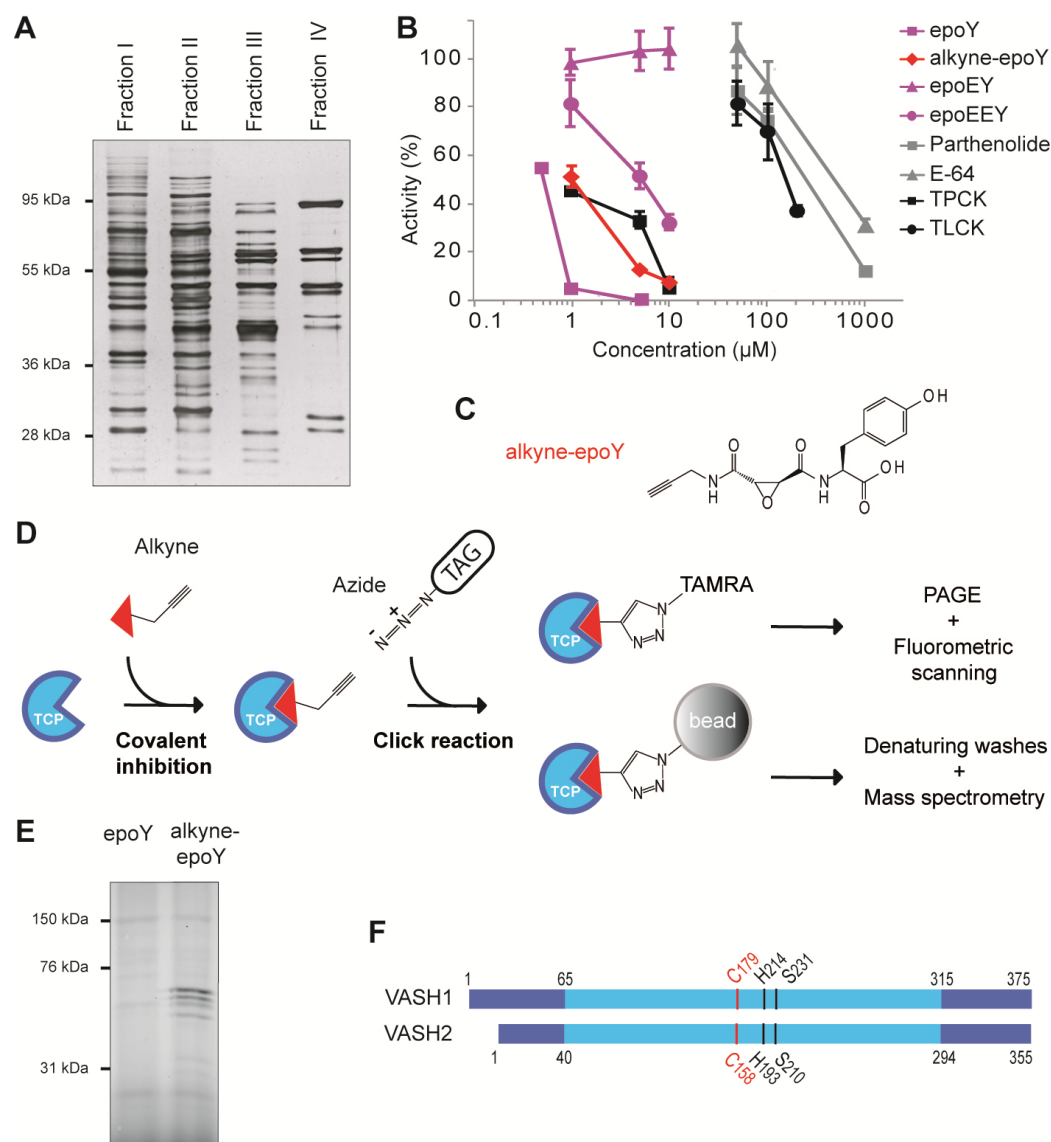 A
Fraction I
Fraction II
Fraction III
Fraction IV
95 kDa
55 kDa
36 kDa
28 kDa
B
Activity (%)
100
80
60
40
20
0
0.1
1
10
100
1000
Concentration (µM)
epoY
alkyne-epoY
epoEY
epoEEY
Parthenolide
E-64
TPCK
TLCK
C
alkyne-epoY
OH
O
O
N
H
O
N
H
OH
O
D
Alkyne
Azide
TAG
N
+
N
-
N
TCP
TCP
Covalent
inhibition
Click reaction
TCP
N
N
N
TAMRA
PAGE
+
Fluorometric
scanning
TCP
N
N
N
bead
Denaturing washes
+
Mass spectrometry
E
epoY
alkyne-
epoY
150 kDa
76 kDa
31 kDa
F
1
65
C179
H214
S231
315
375
VASH1
VASH2
1
40
C158
H193
S210
294
355